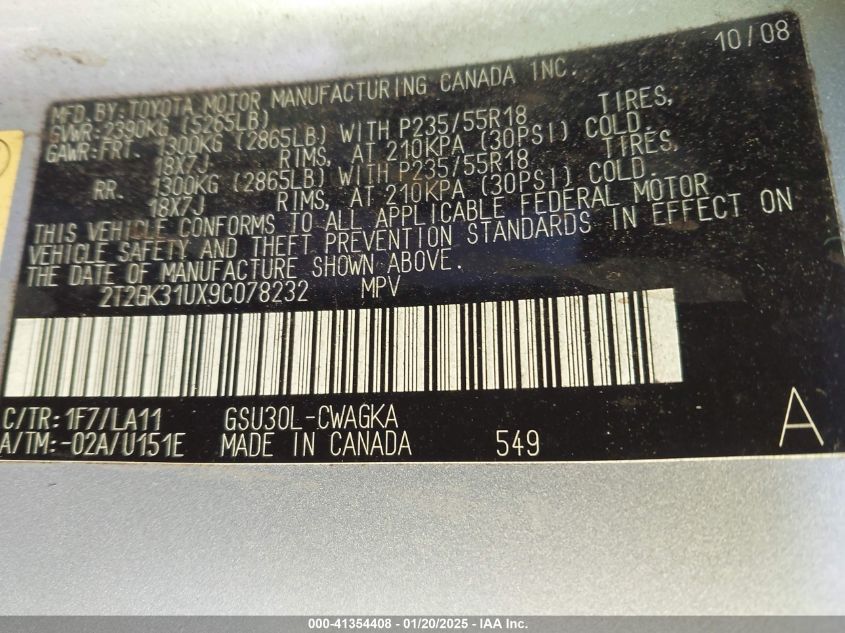 10/08
MFD.BY:TOYOTA MOTOR MANUFACTURING CANADA INC.
GVWR:2390KG (5265LB)
GAWR:FRT. 1300KG (2865LB) WITH P235/55R18 TIRES,
18X7J RIMS, AT 210KPA (30PSI) COLD.
RR. 1300KG (2865LB) WITH P235/55R18 TIRES,
18X7J RIMS, AT 210KPA (30PSI) COLD.
THIS VEHICLE CONFORMS TO ALL APPLICABLE FEDERAL MOTOR
VEHICLE SAFETY AND THEFT PREVENTION STANDARDS IN EFFECT ON
THE DATE OF MANUFACTURE SHOWN ABOVE.
2T2GK31UX9C078232 MPV
C/TR:1F7/LA11 GSU30L-CWAGKA
A/TM:-02A/U151E MADE IN CANADA 549
A
000-41354408 - 01/20/2025 - IAA Inc.